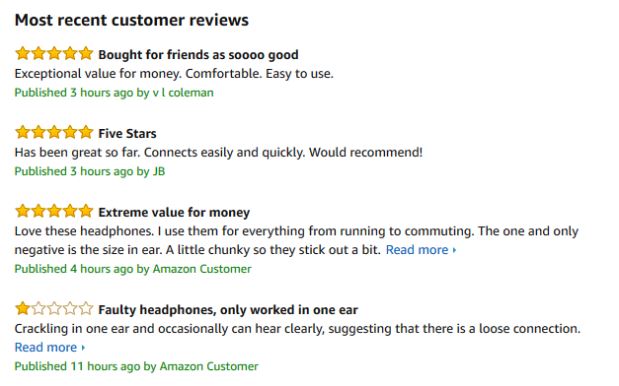 Most recent customer reviews
Bought for friends as soooo good
Exceptional value for money. Comfortable. Easy to use.
Published 3 hours ago by v l coleman
Five Stars
Has been great so far. Connects easily and quickly. Would recommend!
Published 3 hours ago by JB
Extreme value for money
Love these headphones. I use them for everything from running to commuting. The one and only
negative is the size in ear. A little chunky so they stick out a bit. Read more ›
Published 4 hours ago by Amazon Customer
Faulty headphones, only worked in one ear
Crackling in one ear and occasionally can hear clearly, suggesting that there is a loose connection.
Read more ›
Published 11 hours ago by Amazon Customer